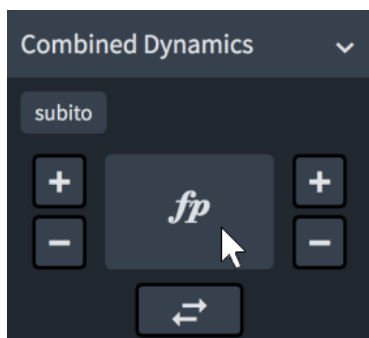 Combined Dynamics
subito
+ fp +
- -